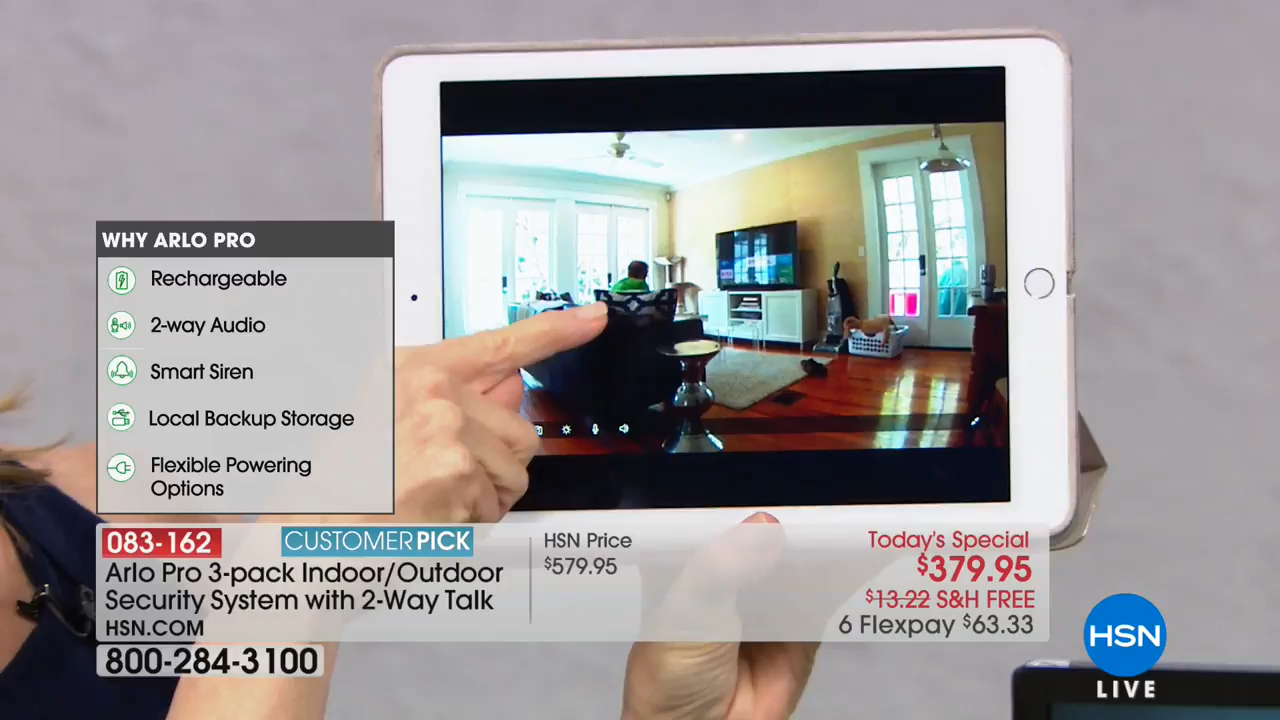 WHY ARLO PRO
Rechargeable
2-way Audio
Smart Siren
Local Backup Storage
Flexible Powering
Options
083-162
CUSTOMER PICK
Arlo Pro 3-pack Indoor/Outdoor
Security System with 2-Way Talk
HSN.COM
800-284-3100
HSN Price
$579.95
Today's Special
$379.95
$13.22 S&H FREE
6 Flexpay $63.33
HSN
LIVE